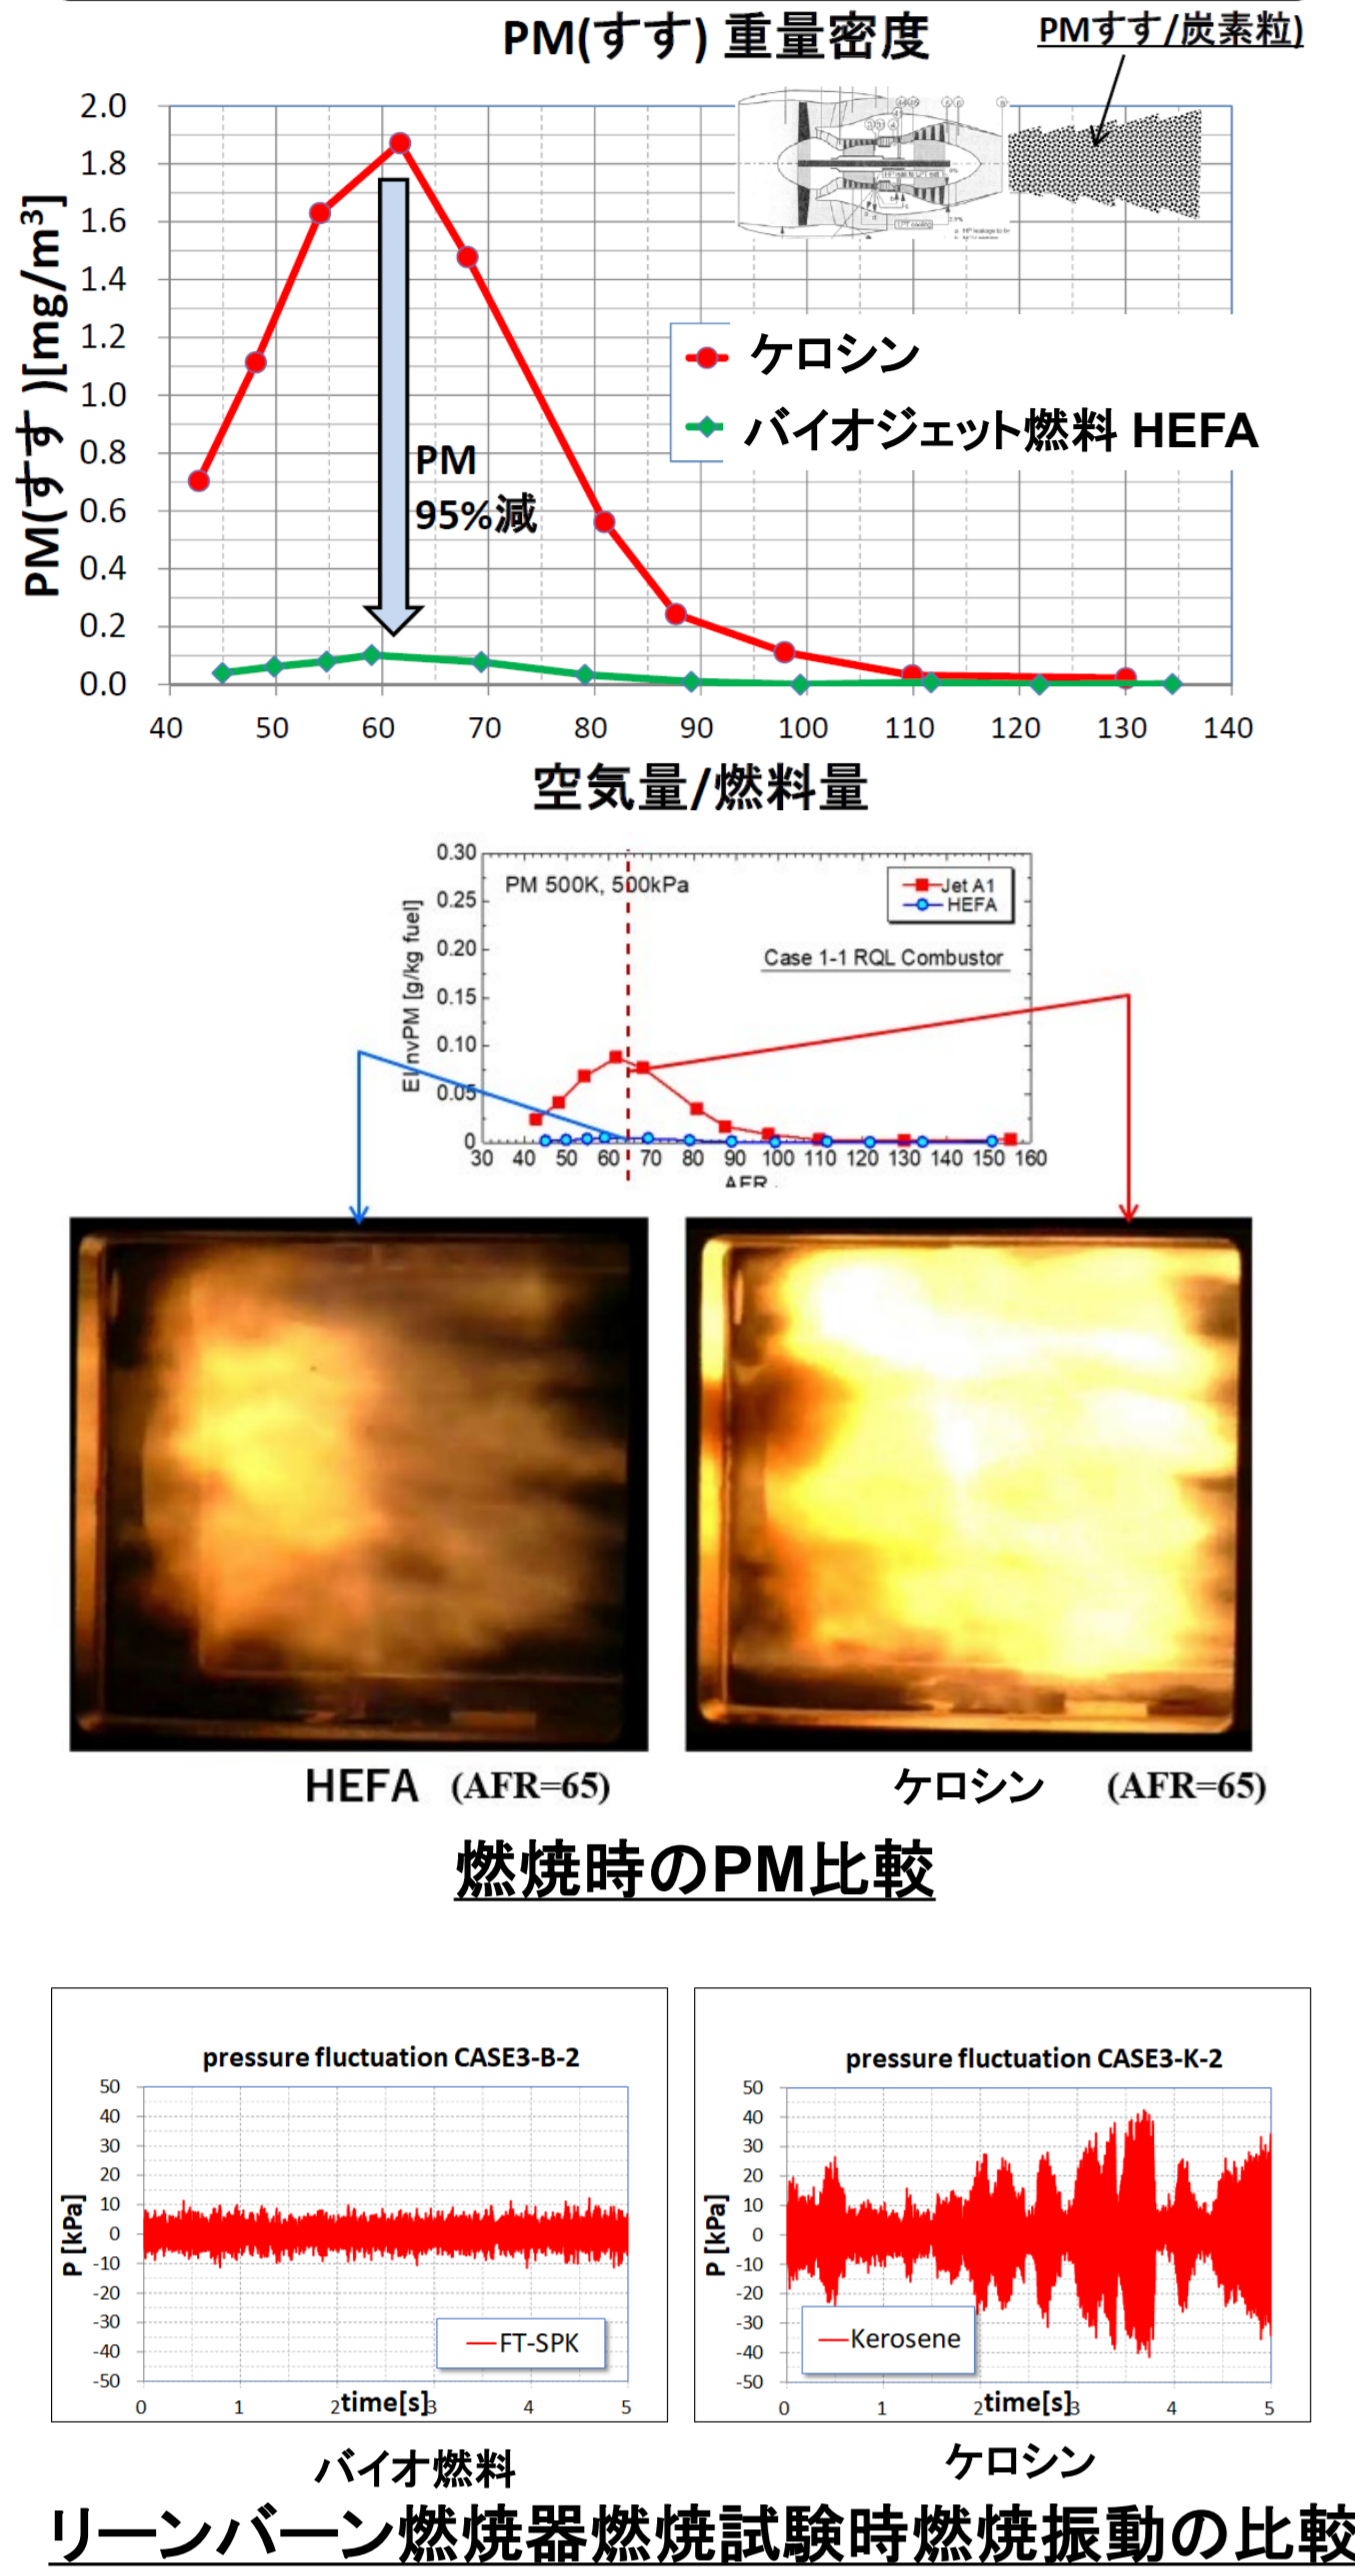 PM(すす) 重量密度
PMすす/炭素粒)
PM(すす)[mg/m³]
2.0
1.8
1.6
1.4
1.2
1.0
0.8
0.6
0.4
0.2
0.0
ケロシン
バイオジェット燃料 HEFA
PM
95%減
40 50 60 70 80 90 100 110 120 130 140
空気量/燃料量
EI nvPM [g/kg fuel]
0.30
0.25
0.20
0.15
0.10
0.05
0
PM 500K, 500kPa
Jet A1
HEFA
Case 1-1 RQL Combustor
30 40 50 60 70 80 90 100 110 120 130 140 150 160
AFR
HEFA (AFR=65)
ケロシン (AFR=65)
燃焼時のPM比較
pressure fluctuation CASE3-B-2
P [kPa]
50
40
30
20
10
0
-10
-20
-30
-40
-50
FT-SPK
0 1 2 3 4 5
time[s]
バイオ燃料
pressure fluctuation CASE3-K-2
P [kPa]
50
40
30
20
10
0
-10
-20
-30
-40
-50
Kerosene
0 1 2 3 4 5
time[s]
ケロシン
リーンバーン燃焼器燃焼試験時燃焼振動の比較